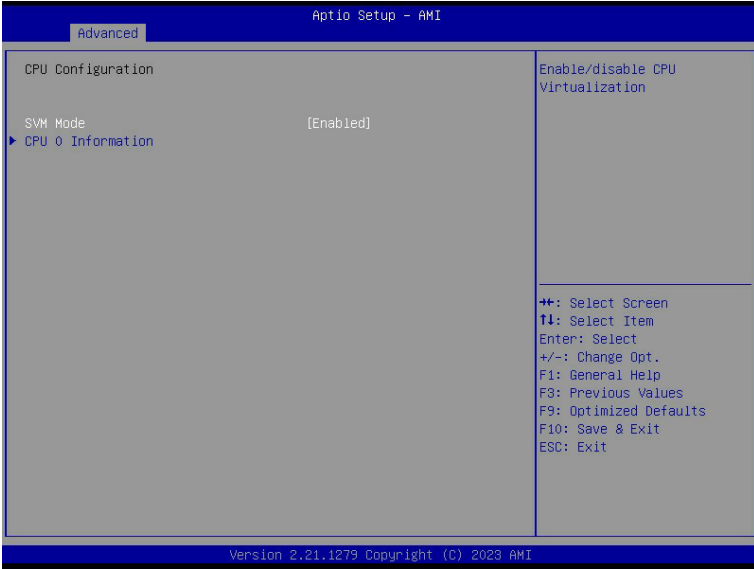 Aptio Setup – AMI
Advanced
CPU Configuration
SVM Mode [Enabled]
CPU 0 Information
Enable/disable CPU
Virtualization
→←: Select Screen
↑↓: Select Item
Enter: Select
+/-: Change Opt.
F1: General Help
F3: Previous Values
F9: Optimized Defaults
F10: Save & Exit
ESC: Exit
Version 2.21.1279 Copyright (C) 2023 AMI